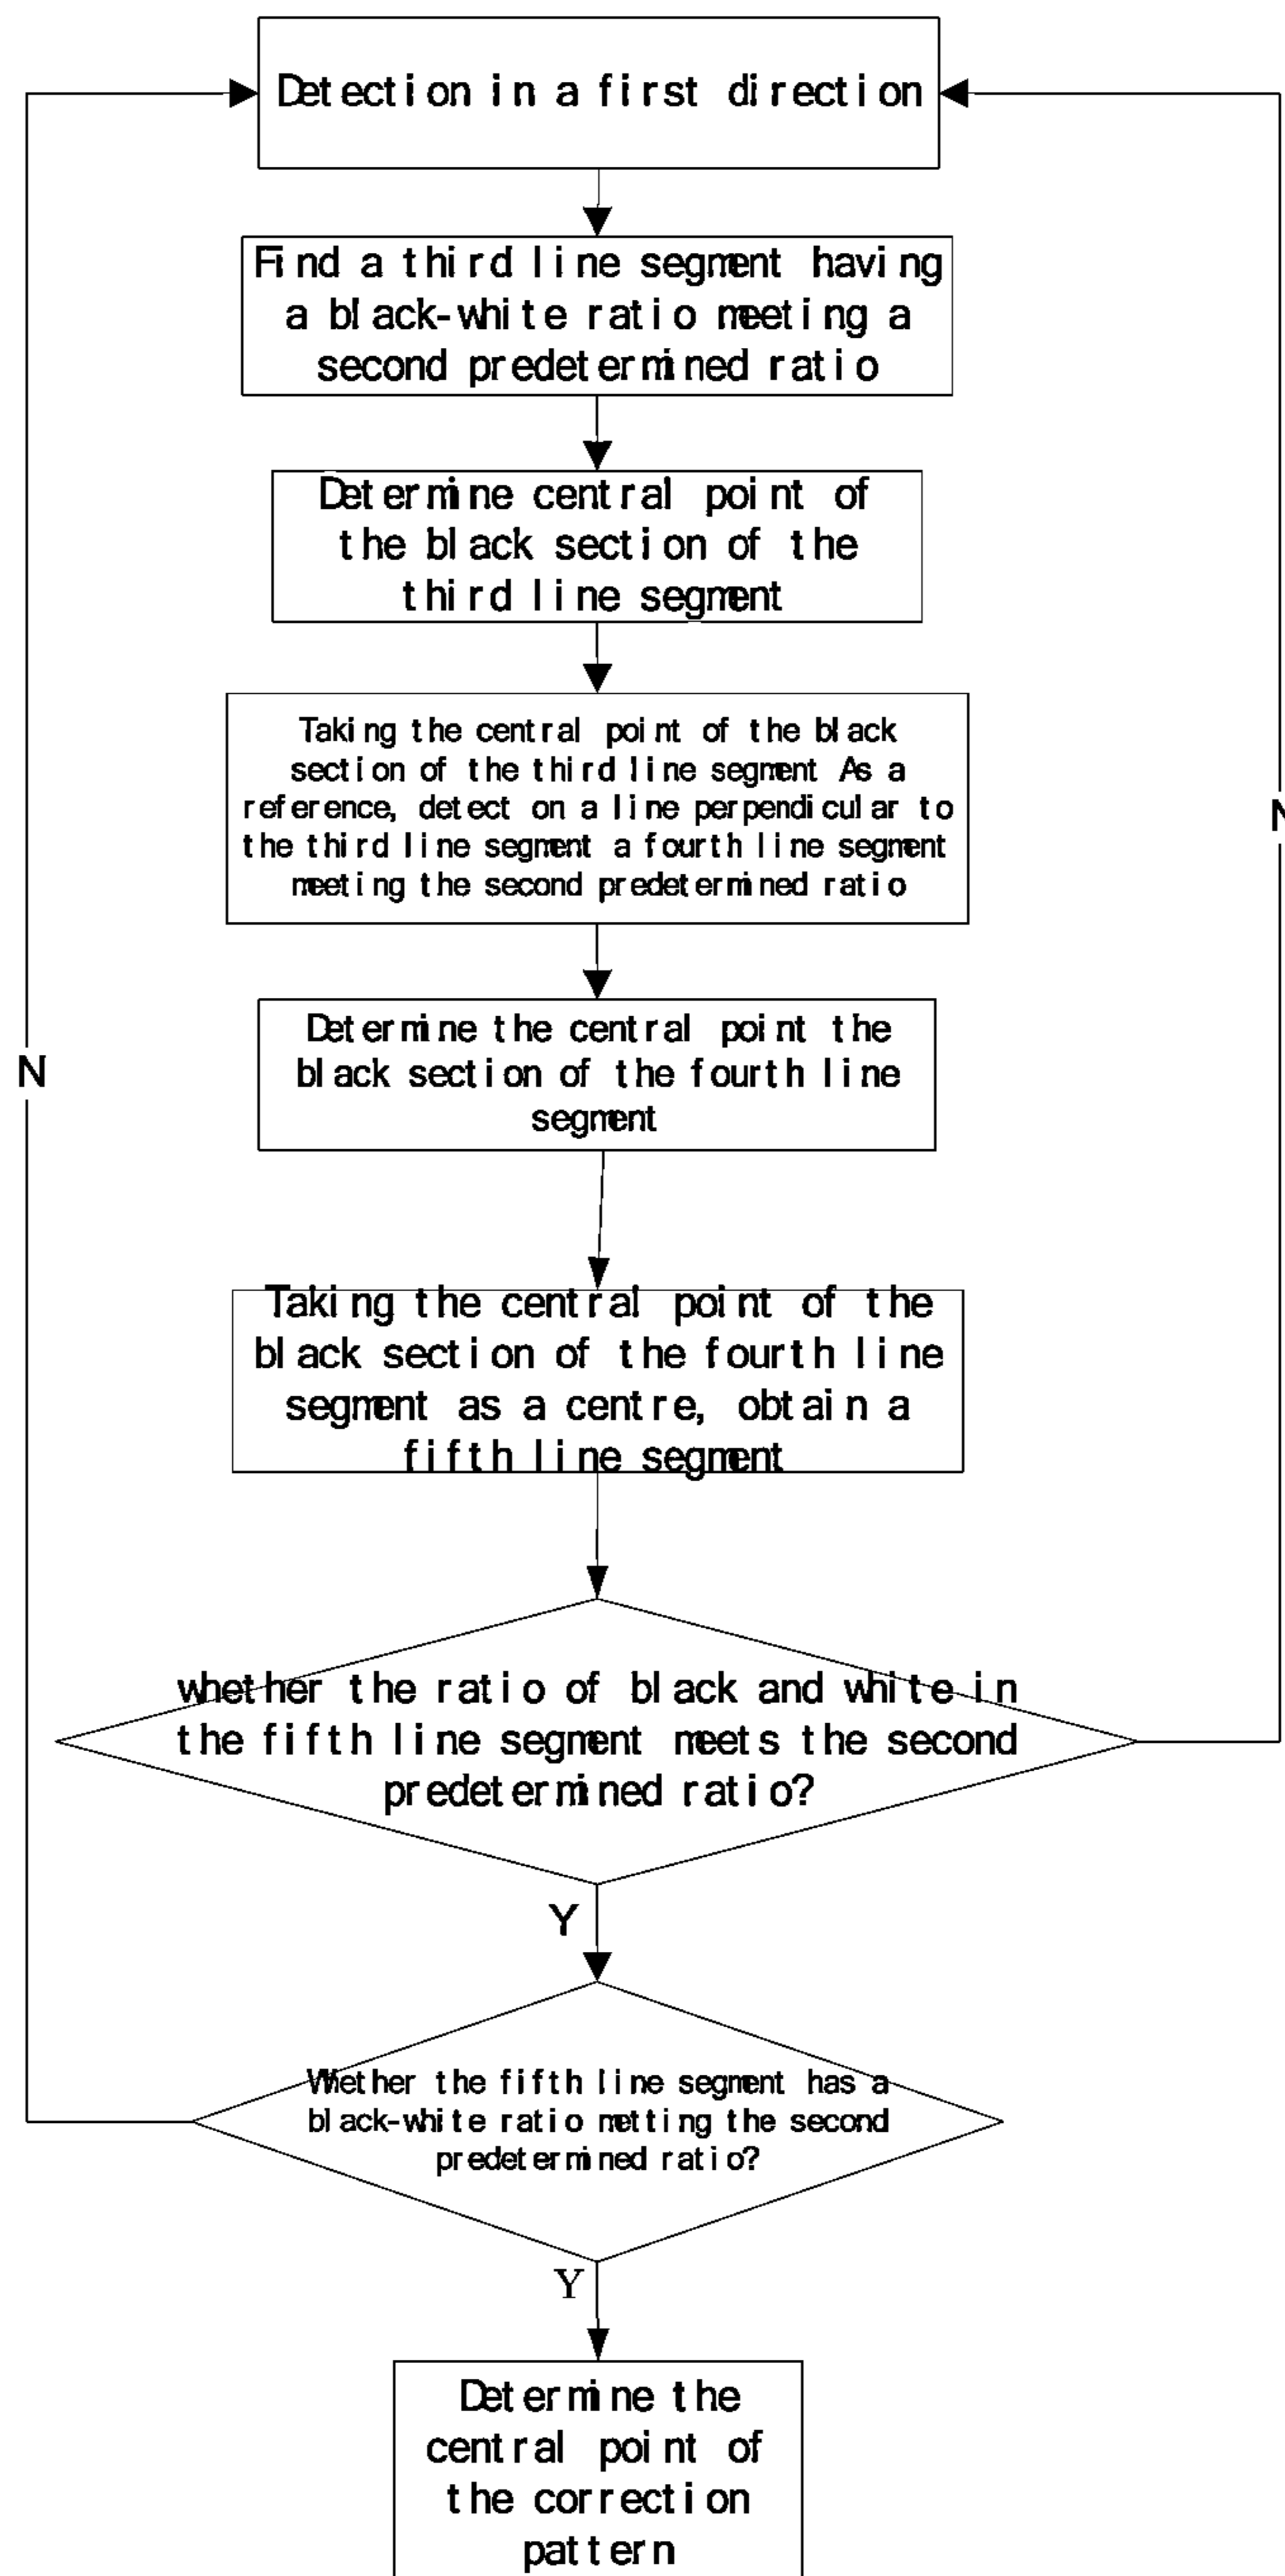 Detection in a first direction
Find a third line segment having
a black-white ratio meeting a
second predetermined ratio
Determine central point of
the black section of the
third line segment
Taking the central point of the black
section of the third line segment As a
reference, detect on a line perpendicular to
the third line segment a fourth line segment
meeting the second predetermined ratio
N
Determine the central point the
black section of the fourth line
segment
N
Taking the central point of the
black section of the fourth line
segment as a centre, obtain a
fifth line segment
whether the ratio of black and white in
the fifth line segment meets the second
predetermined ratio?
Y
Whether the fifth line segment has a
black-white ratio metting the second
predetermined ratio?
Y
Determine the
central point of
the correction
pattern